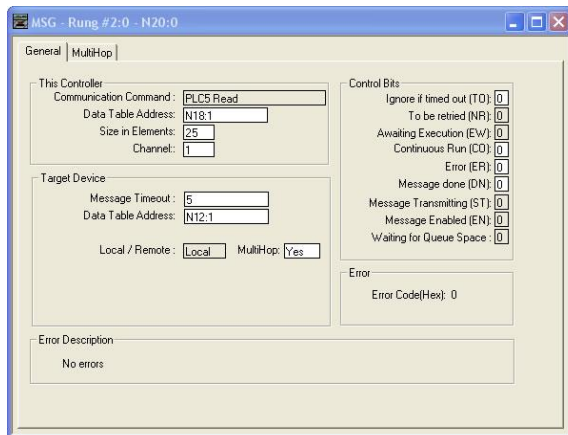 MSG - Rung #2:0 - N20:0
General MultiHop
This Controller
Communication Command : PLC5 Read
Data Table Address: N18:1
Size in Elements: 25
Channel: 1
Target Device
Message Timeout : 5
Data Table Address: N12:1
Local / Remote : Local MultiHop: Yes
Control Bits
Ignore if timed out (TO): 0
To be retried (NR): 0
Awaiting Execution (EW): 0
Continuous Run (CO): 0
Error (ER): 0
Message done (DN): 0
Message Transmitting (ST): 0
Message Enabled (EN): 0
Waiting for Queue Space : 0
Error
Error Code(Hex): 0
Error Description
No errors